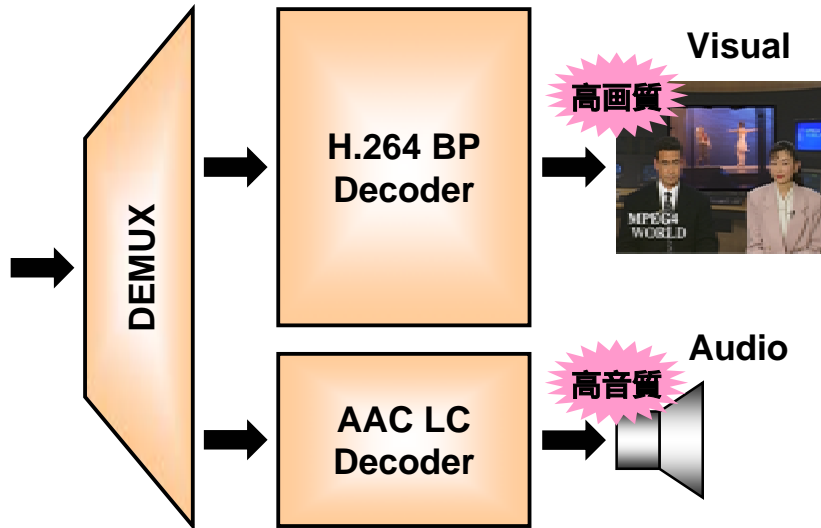 DEMUX
H.264 BP
Decoder
Visual
高画質
MPEG4
WORLD
AAC LC
Decoder
Audio
高音質